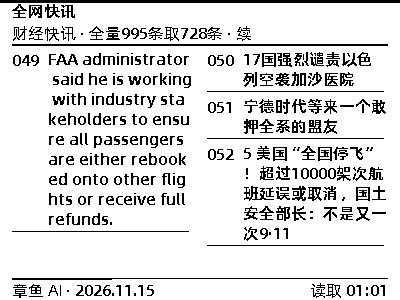 全网快讯
财经快讯 · 全量995条取728条 · 续
049 FAA administrator
said he is working
with industry sta
keholders to ensu
re all passengers
are either rebook
ed onto other flig
hts or receive full
refunds.
050 17国强烈谴责以色
列空袭加沙医院
051 宁德时代等来一个敢
押全系的盟友
052 5 美国“全国停飞”
！超过10000架次航
班延误或取消，国土
安全部长：不是又一
次9·11
章鱼 AI · 2026.11.15
读取 01:01